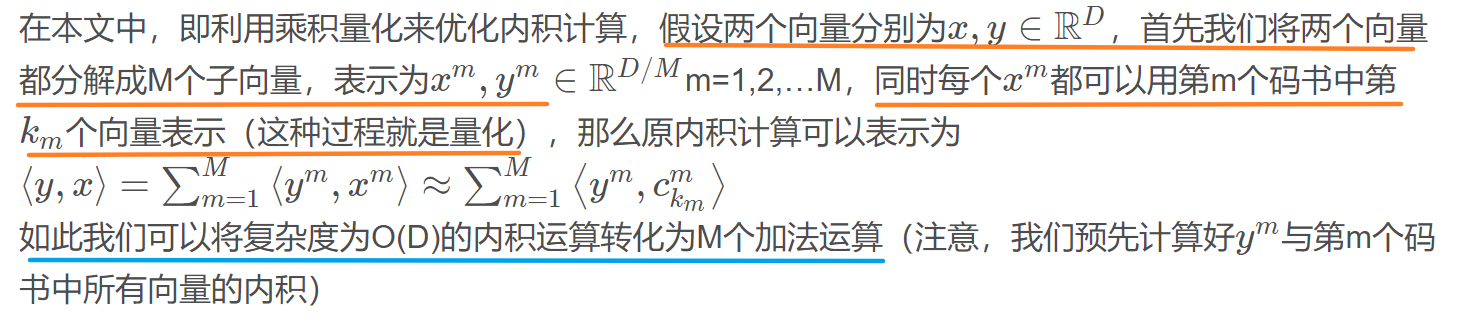 在本文中，即利用乘积量化来优化内积计算，假设两个向量分别为$x, y \in \mathbb{R}^D$，首先我们将两个向量
都分解成M个子向量，表示为$x^m, y^m \in \mathbb{R}^{D/M}$ m=1,2,…M，同时每个$x^m$都可以用第m个码书中第
$k_m$个向量表示（这种过程就是量化），那么原内积计算可以表示为
$\langle y, x \rangle = \sum_{m=1}^{M} \langle y^m, x^m \rangle \approx \sum_{m=1}^{M} \langle y^m, c_{k_m}^m \rangle$
如此我们可以将复杂度为O(D)的内积运算转化为M个加法运算（注意，我们预先计算好$y^m$与第m个码
书中所有向量的内积）